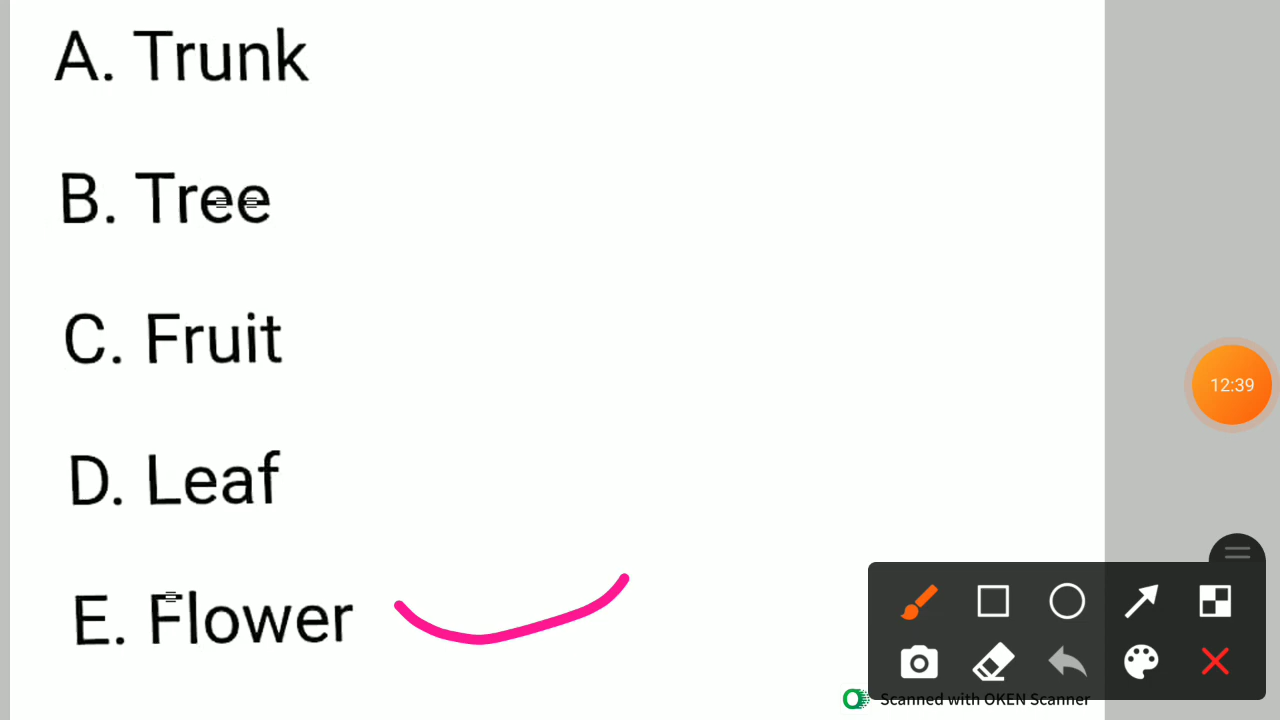 A. Trunk
B. Tree
C. Fruit
12:39
D. Leaf
E. Flower
Scanned with OKEN Scanner